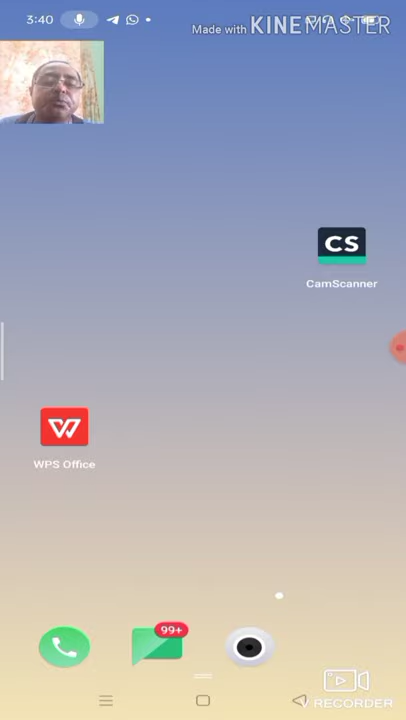 3:40
Made with KINEMASTER
CS
CamScanner
W
WPS Office
99+
RECORDER